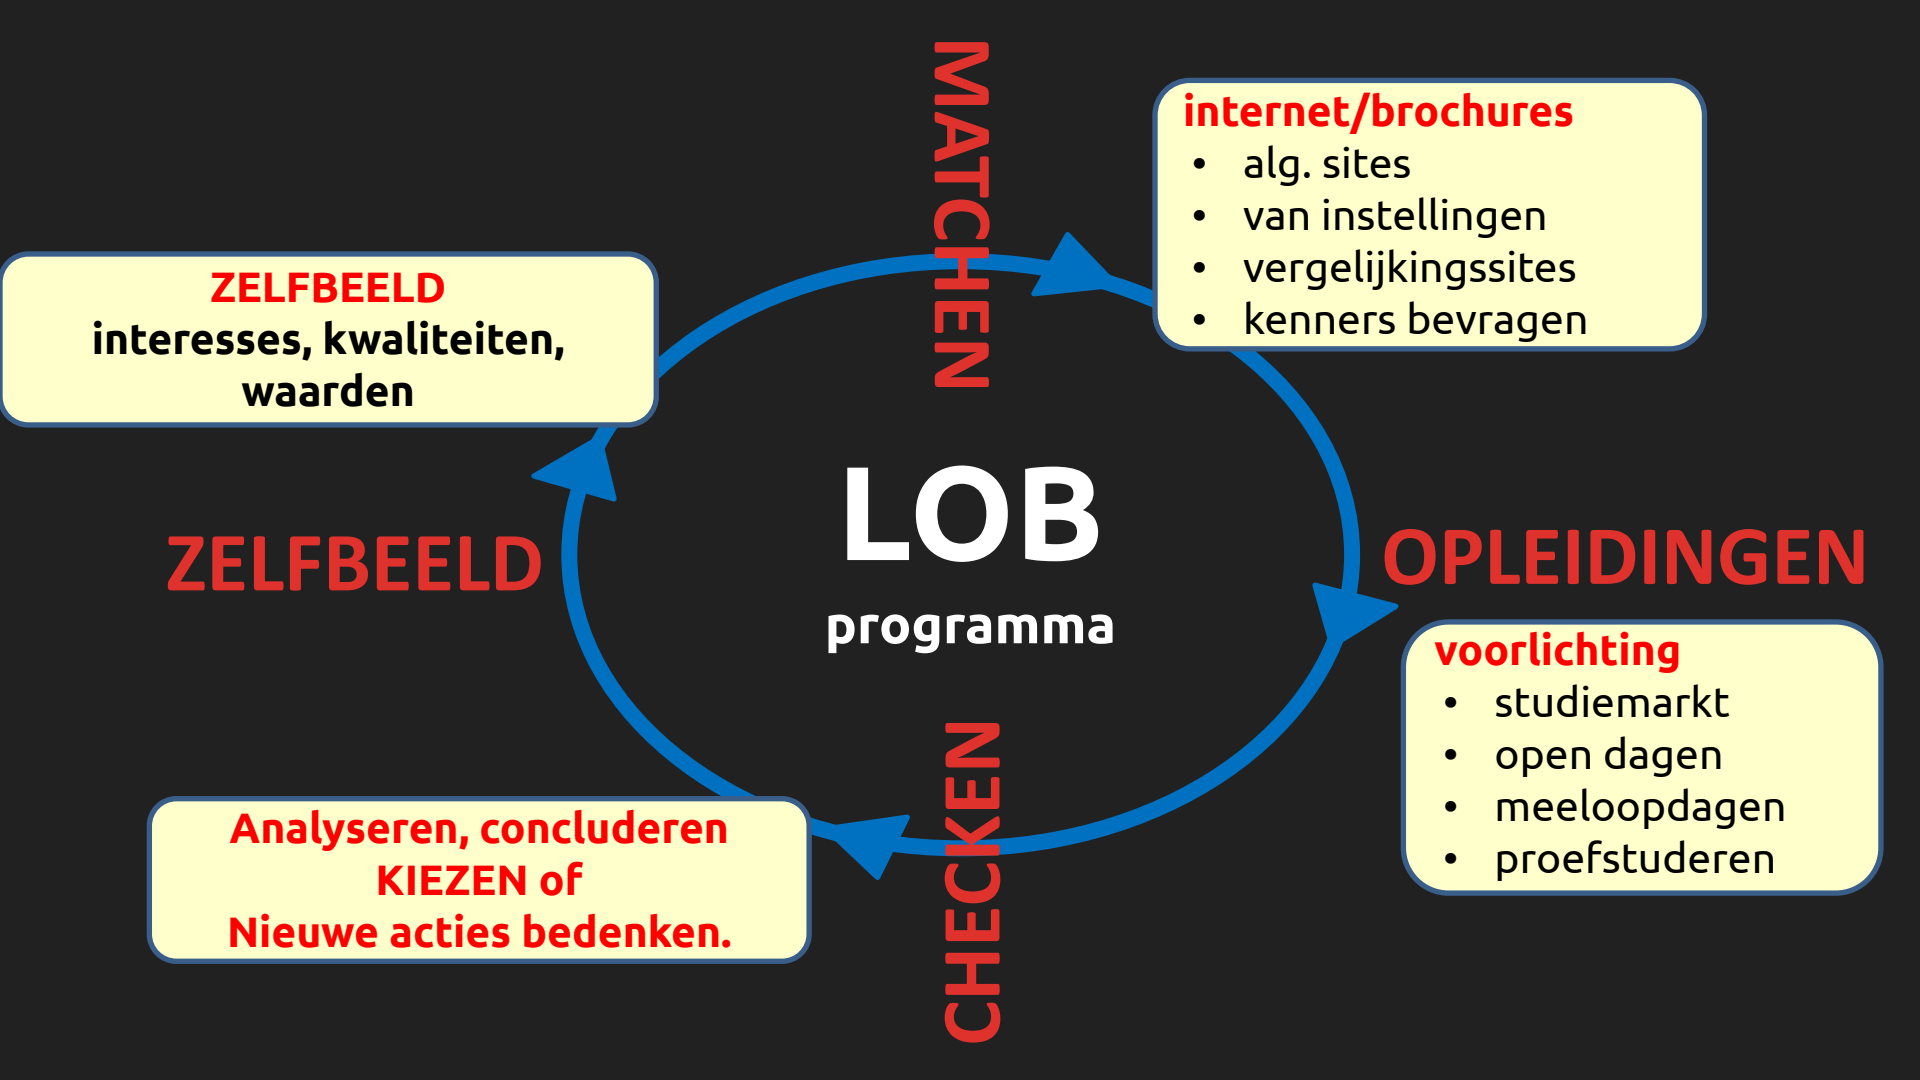 MATCHEN
internet/brochures
• alg. sites
• van instellingen
• vergelijkingssites
• kenners bevragen
ZELFBEELD
interesses, kwaliteiten,
waarden
LOB
programma
ZELFBEELD
OPLEIDINGEN
voorlichting
• studiemarkt
• open dagen
• meeloopdagen
• proefstuderen
CHECKEN
Analyseren, concluderen
KIEZEN of
Nieuwe acties bedenken.